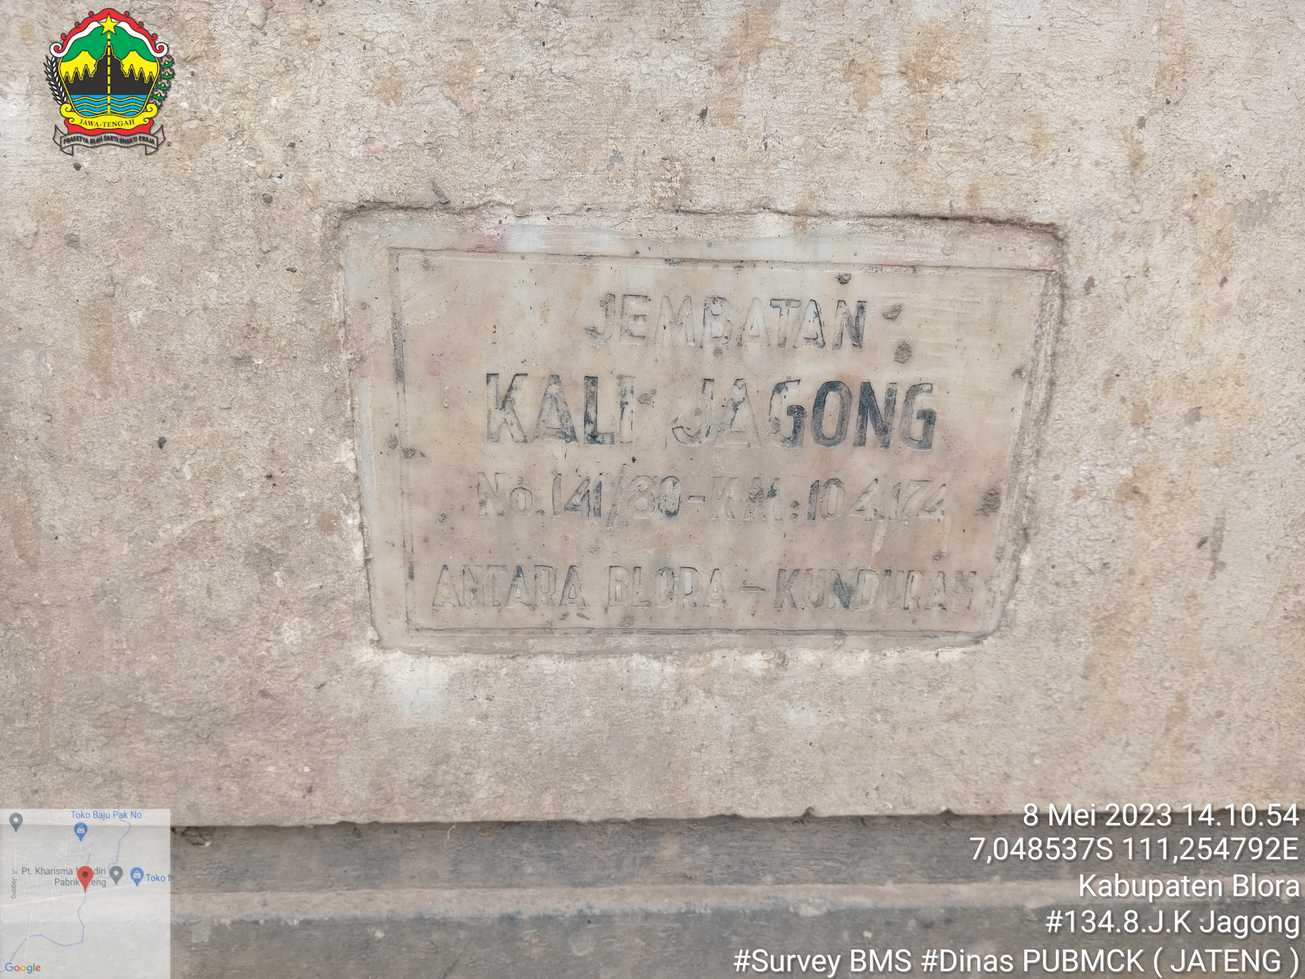 JAWA-TENGAH
JEMBATAN
KALI JAGONG
No.141/80-KM:104.174
ANTARA BLORA - KUNDURAN
Toko Baju Pak No
Pt. Kharisma
Pabrik
Toko
Google
8 Mei 2023 14.10.54
7,048537S 111,254792E
Kabupaten Blora
#134.8.J.K Jagong
#Survey BMS #Dinas PUBMCK ( JATENG )